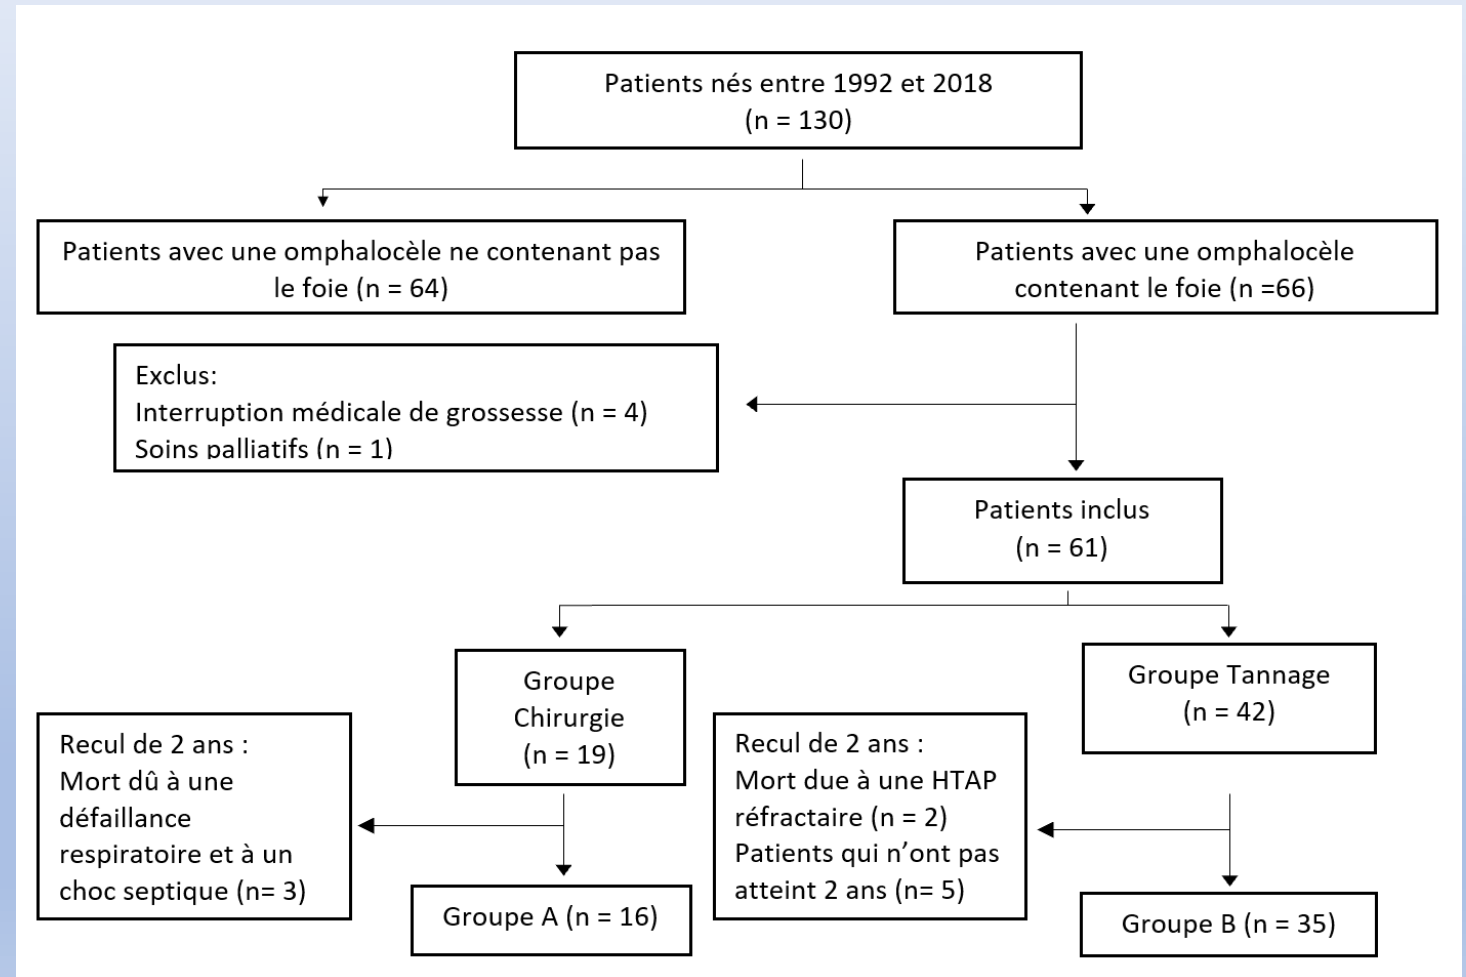 Patients nés entre 1992 et 2018
(n = 130)
Patients avec une omphalocèle ne contenant pas
le foie (n = 64)
Patients avec une omphalocèle
contenant le foie (n =66)
Exclus:
Interruption médicale de grossesse (n = 4)
Soins palliatifs (n = 1)
Patients inclus
(n = 61)
Groupe
Chirurgie
(n = 19)
Groupe Tannage
(n = 42)
Recul de 2 ans :
Mort dû à une
défaillance
respiratoire et à un
choc septique (n= 3)
Recul de 2 ans :
Mort due à une HTAP
réfractaire (n = 2)
Patients qui n’ont pas
atteint 2 ans (n= 5)
Groupe A (n = 16)
Groupe B (n = 35)